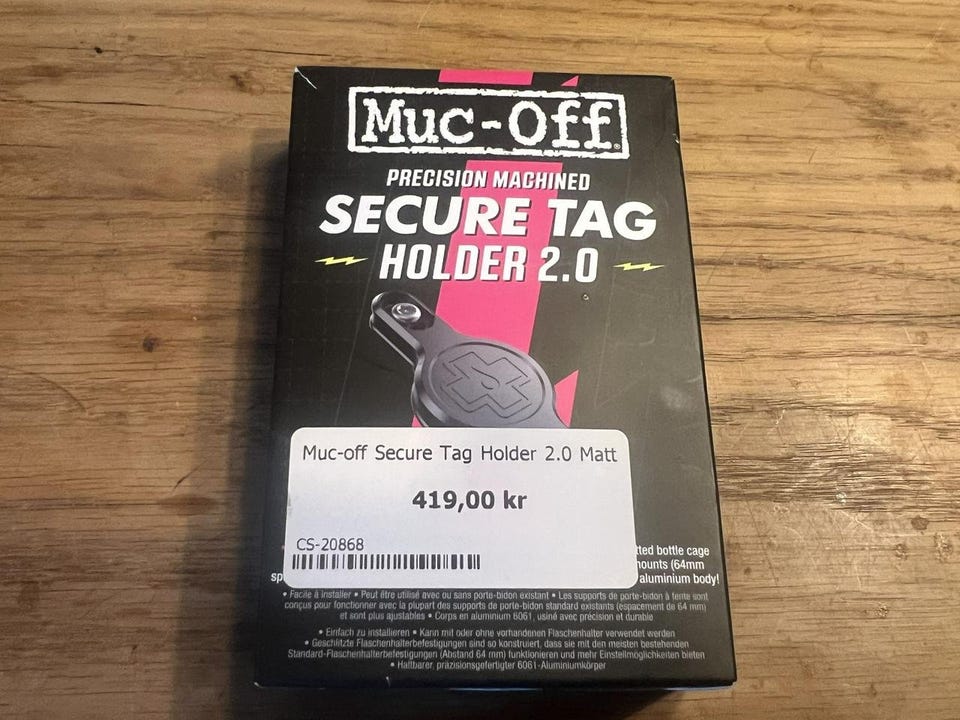 Muc-Off
PRECISION MACHINED
SECURE TAG
HOLDER 2.0
Muc-off Secure Tag Holder 2.0 Matt
419,00 kr
CS-20868
tted bottle cage
mounts (64mm
sp aluminium body!
• Facile à installer • Peut être utilisé avec ou sans porte-bidon existant • Les supports de porte-bidon à fente sont
conçus pour fonctionner avec la plupart des supports de porte-bidon standard existants (espacement de 64 mm)
et sont plus ajustables • Corps en aluminium 6061, usiné avec précision et durable
• Einfach zu installieren • Kann mit oder ohne vorhandenen Flaschenhalter verwendet werden
• Geschlitzte Flaschenhalterbefestigungen sind so konstruiert, dass sie mit den meisten bestehenden
Standard-Flaschenhalterbefestigungen (Abstand 64 mm) funktionieren und mehr Einstellmöglichkeiten bieten
• Haltbarer, präzisionsgefertigter 6061-Aluminiumkörper